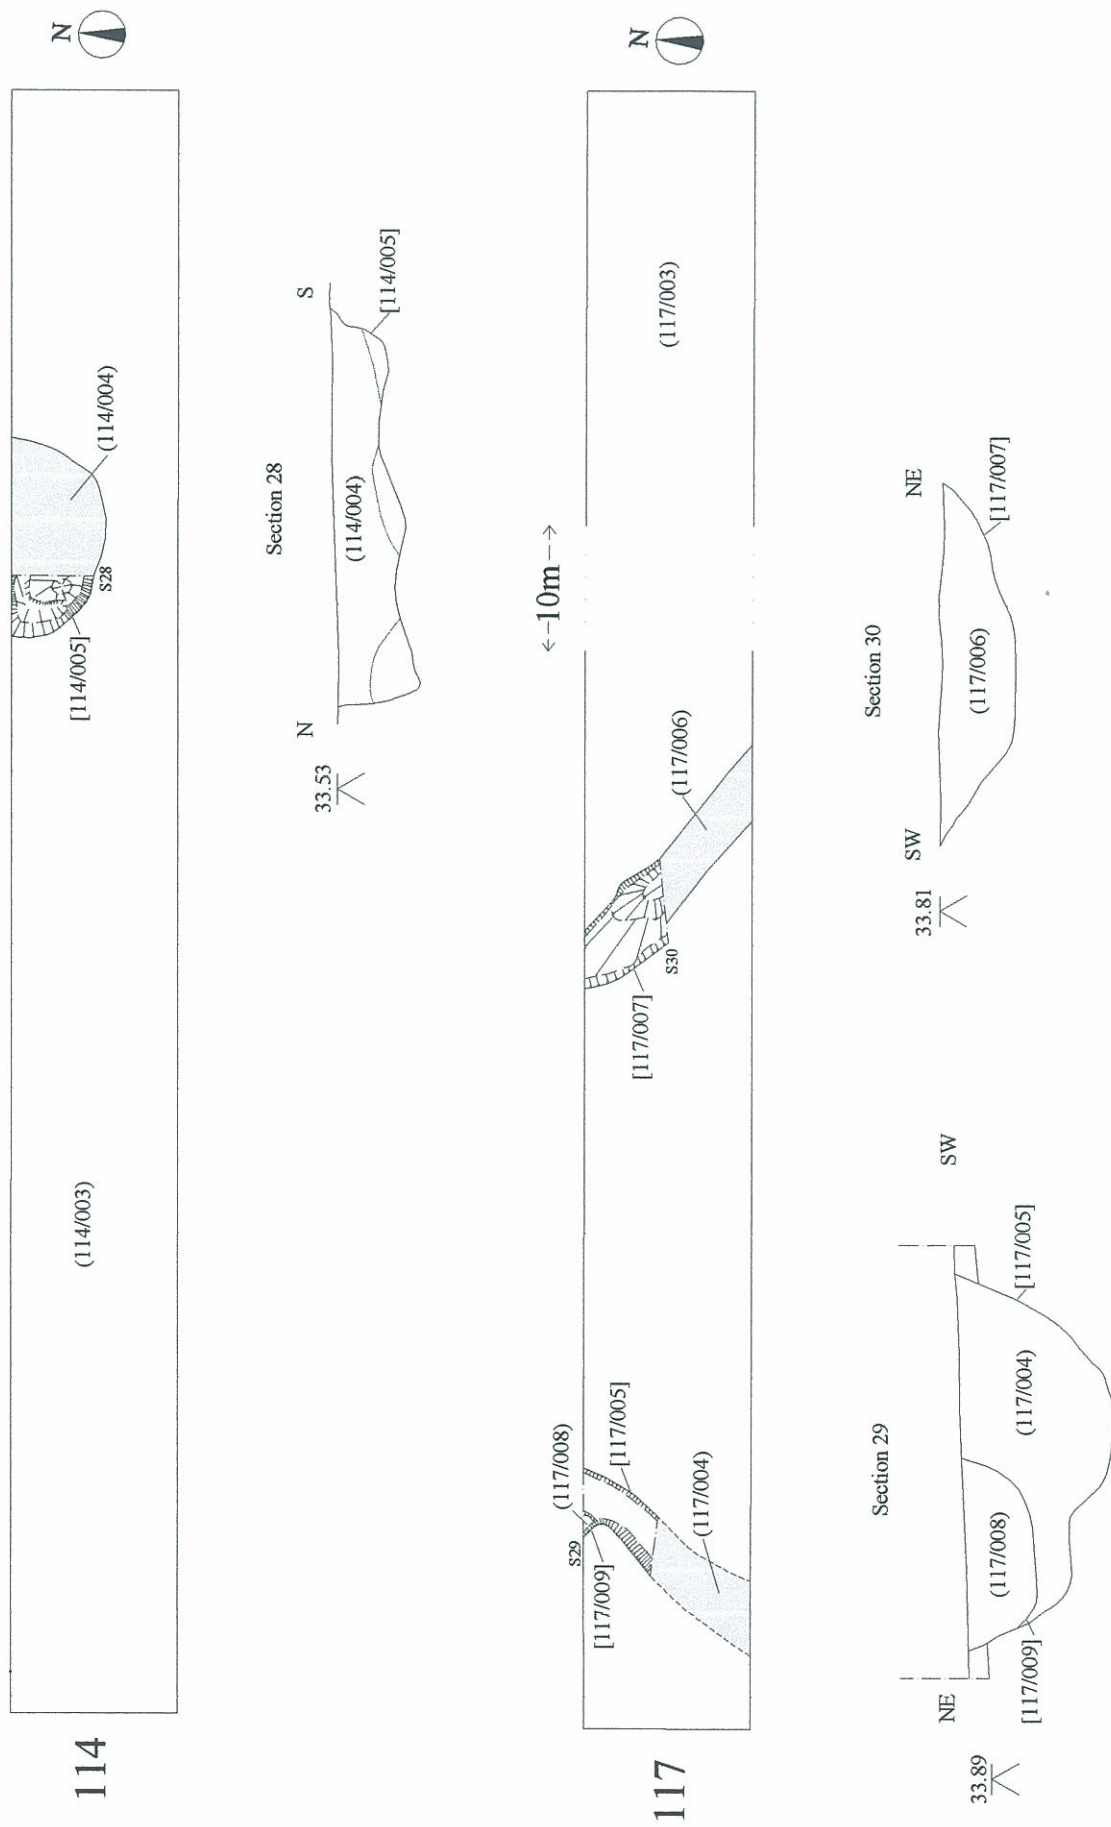 114
N
(114/003)
(114/004)
[114/005]
S28
Section 28
33.53
N
S
(114/004)
[114/005]
117
N
←10m→
(117/003)
S29
(117/008)
[117/009]
[117/005]
(117/004)
[117/007]
S30
(117/006)
Section 29
33.89
NE
SW
(117/008)
(117/004)
[117/009]
[117/005]
Section 30
33.81
SW
NE
(117/006)
[117/007]